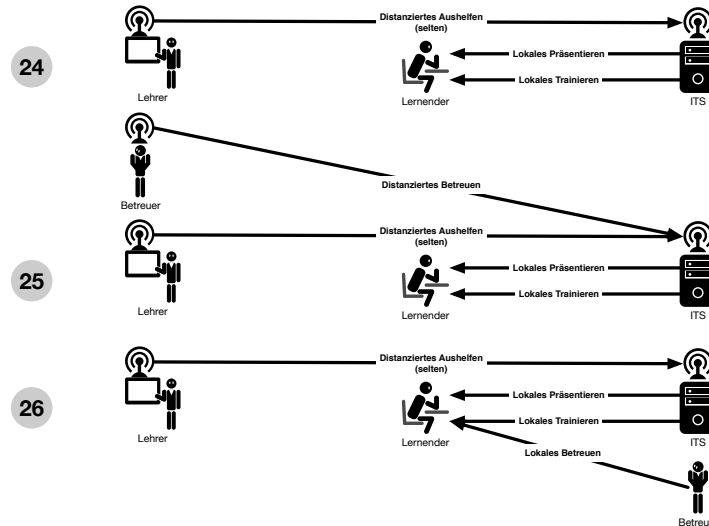 Distanziertes Aushelfen
(selten)
24
Lokales Präsentieren
Lokales Trainieren
Lehrer
Lernender
ITS
Distanziertes Betreuen
Betreuer
Distanziertes Aushelfen
(selten)
25
Lokales Präsentieren
Lokales Trainieren
Lehrer
Lernender
ITS
Distanziertes Aushelfen
(selten)
26
Lokales Präsentieren
Lokales Trainieren
Lehrer
Lernender
ITS
Lokales Betreuen
Betreu